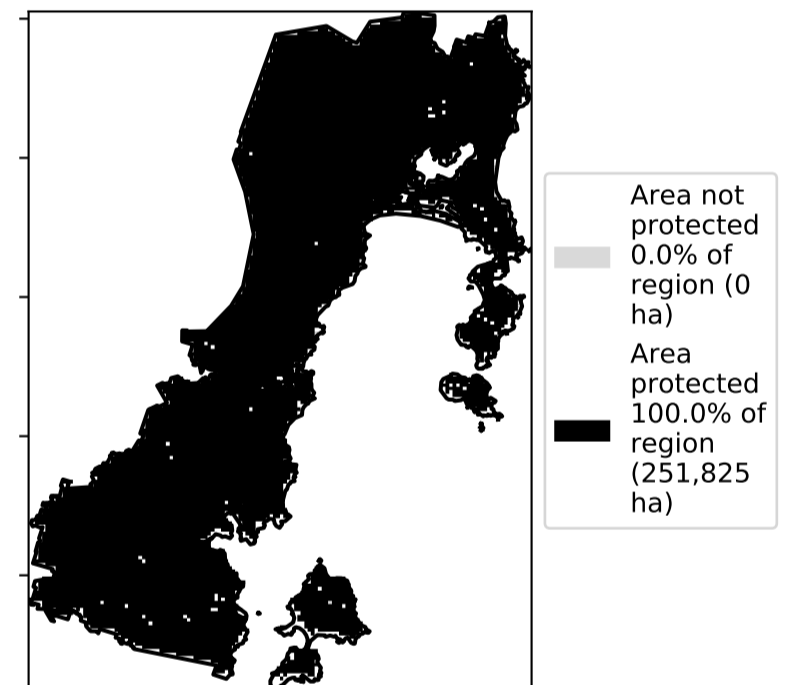 Area not
protected
0.0% of
region (0
ha)
Area
protected
100.0% of
region
(251,825
ha)